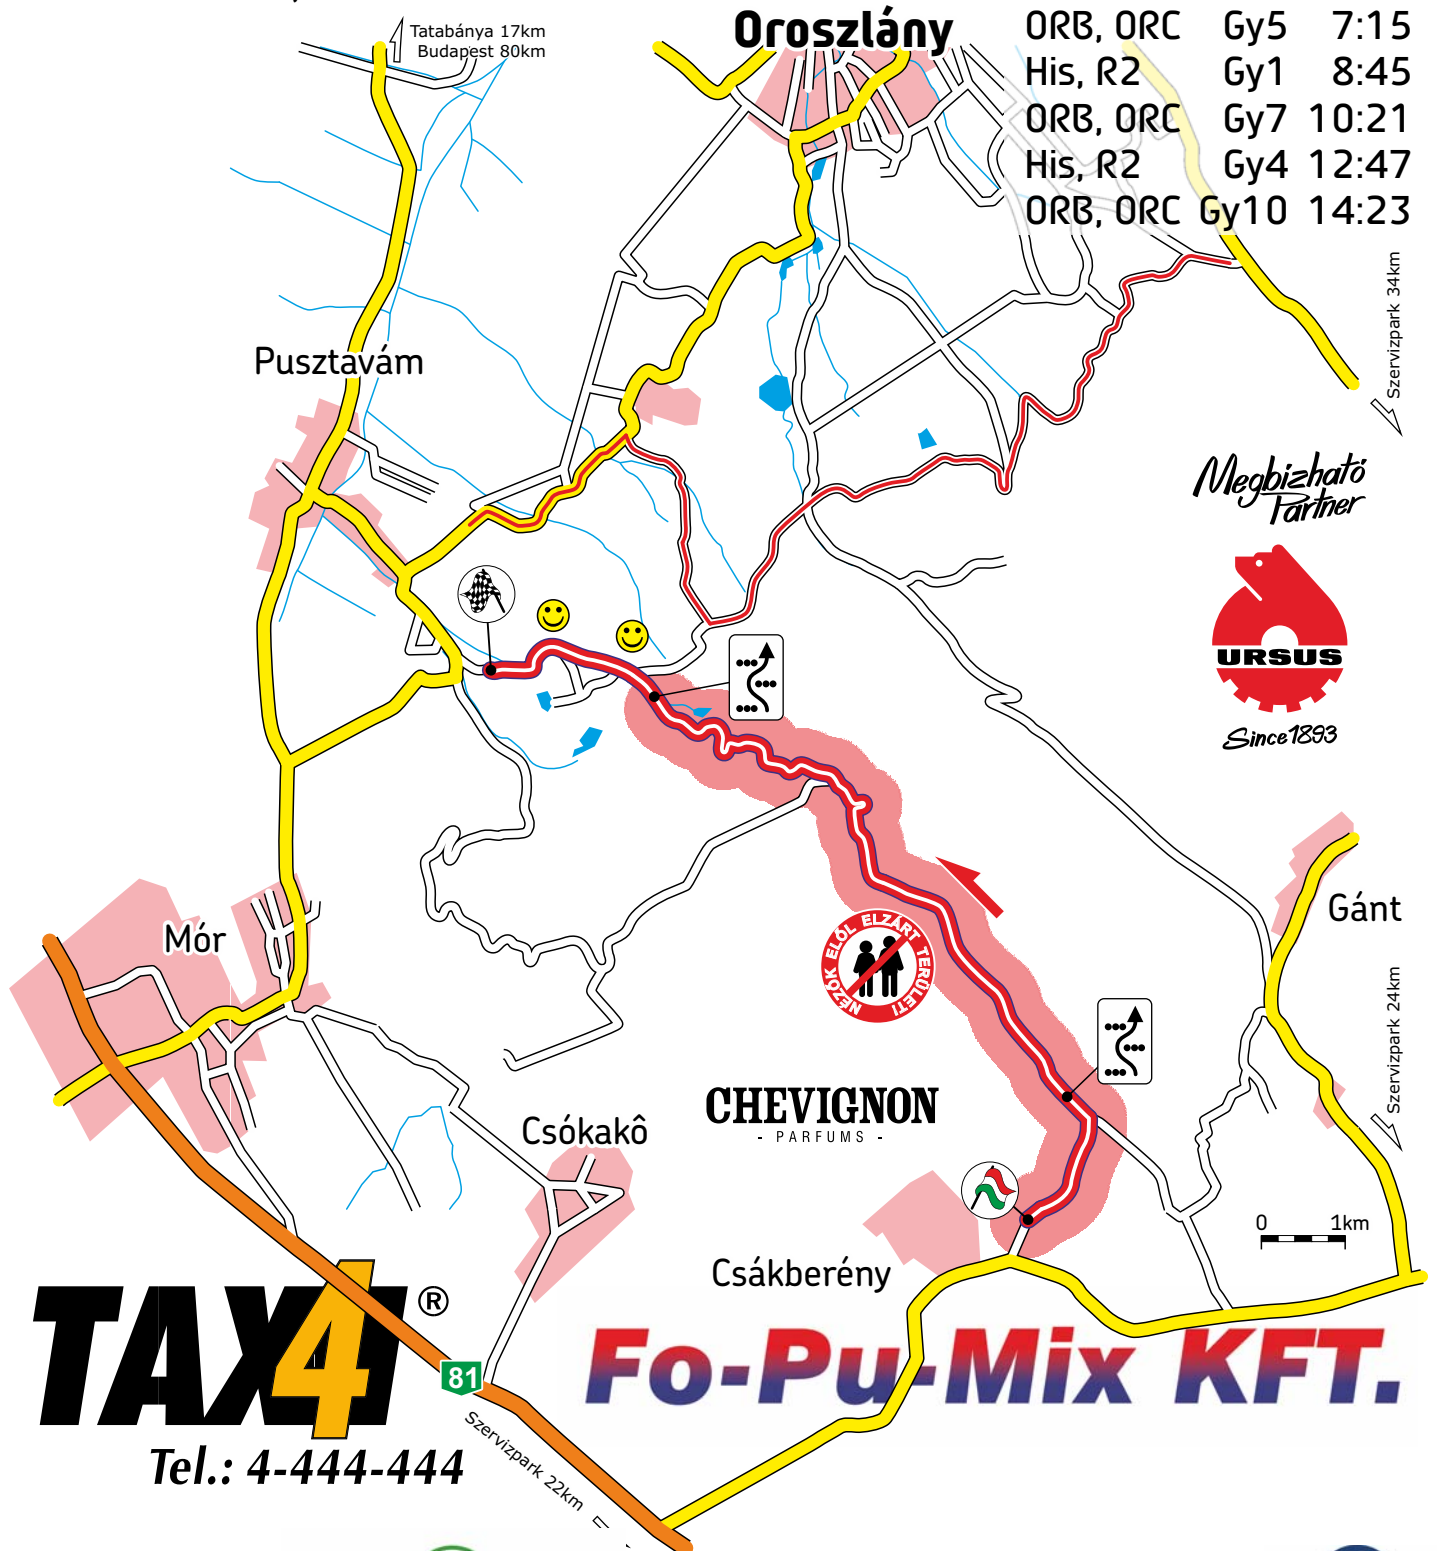 Tatabánya 17km
Budapest 80km
Oroszlány
ORB, ORC Gy5 7:15
His, R2 Gy1 8:45
ORB, ORC Gy7 10:21
His, R2 Gy4 12:47
ORB, ORC Gy10 14:23
Szervizpark 34km
Pusztavám
Megbizható
Partner
URSUS
Since 1893
Gánt
Mór
NÉZŐK ELŐL ELZÁRT TERÜLET!
Szervizpark 24km
CHEVIGNON
- PARFUMS -
Csókakô
0 1km
Csákberény
TAXI4®
Tel.: 4-444-444
81
Fo-Pu-Mix KFT.
Szervizpark 22km